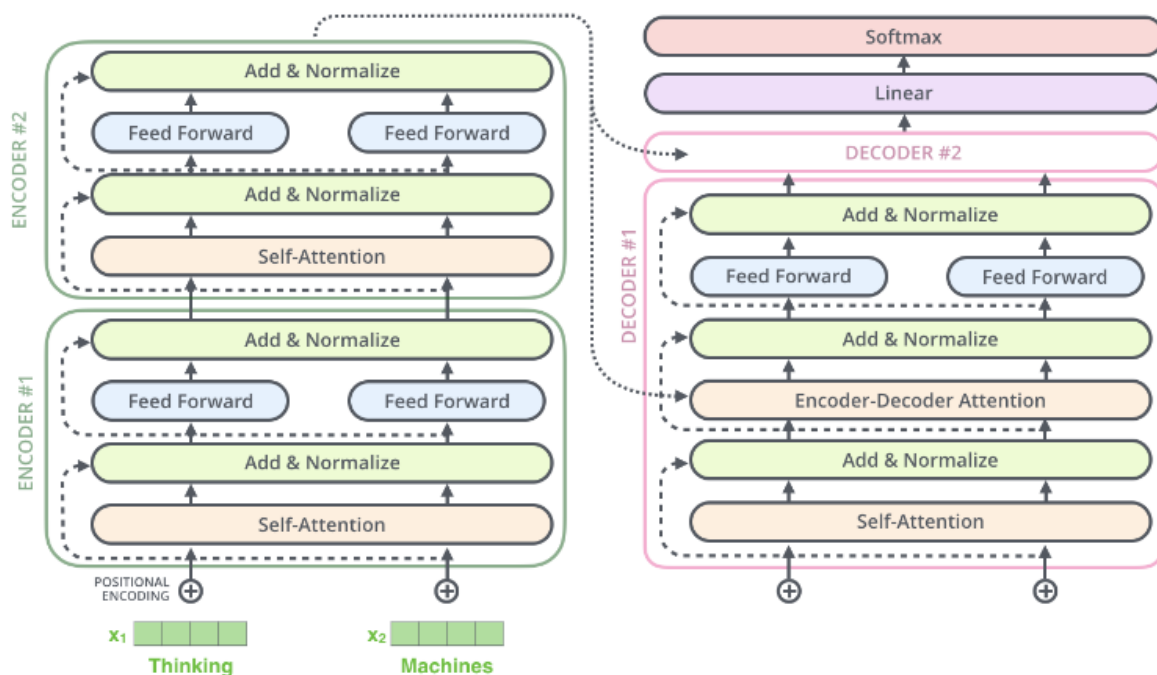 ENCODER #2
Add & Normalize
Feed Forward
Feed Forward
Add & Normalize
Self-Attention
ENCODER #1
Add & Normalize
Feed Forward
Feed Forward
Add & Normalize
Self-Attention
POSITIONAL
ENCODING
x₁
x₂
Thinking
Machines
Softmax
Linear
DECODER #2
DECODER #1
Add & Normalize
Feed Forward
Feed Forward
Add & Normalize
Encoder-Decoder Attention
Add & Normalize
Self-Attention